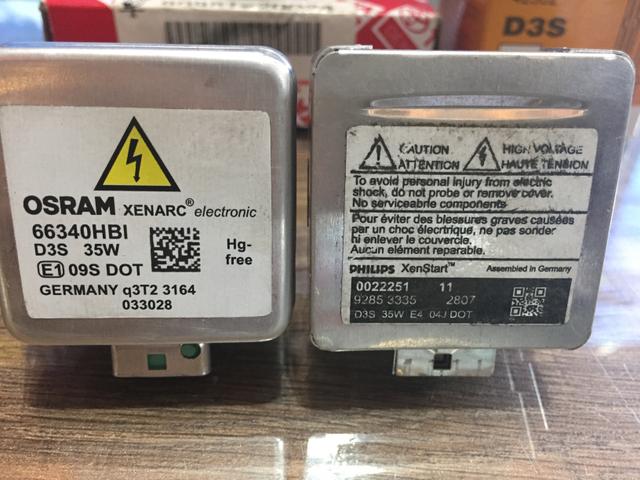 D3S
OSRAM XENARC® electronic
66340HBI
D3S 35W
E1 09S DOT
Hg-
free
GERMANY q3T2 3164
033028
CAUTION
ATTENTION
HIGH VOLTAGE
HAUTE TENSION
To avoid personal injury from electric
shock, do not probe or remove cover.
No serviceable components.
Pour éviter des blessures graves causées
par un choc électrique, ne pas sonder
ni enlever le couvercle.
Aucun élément reparable.
PHILIPS XenStart™ Assembled in Germany
0022251 11
9285 3335 2807
D3S 35W E4 04J DOT